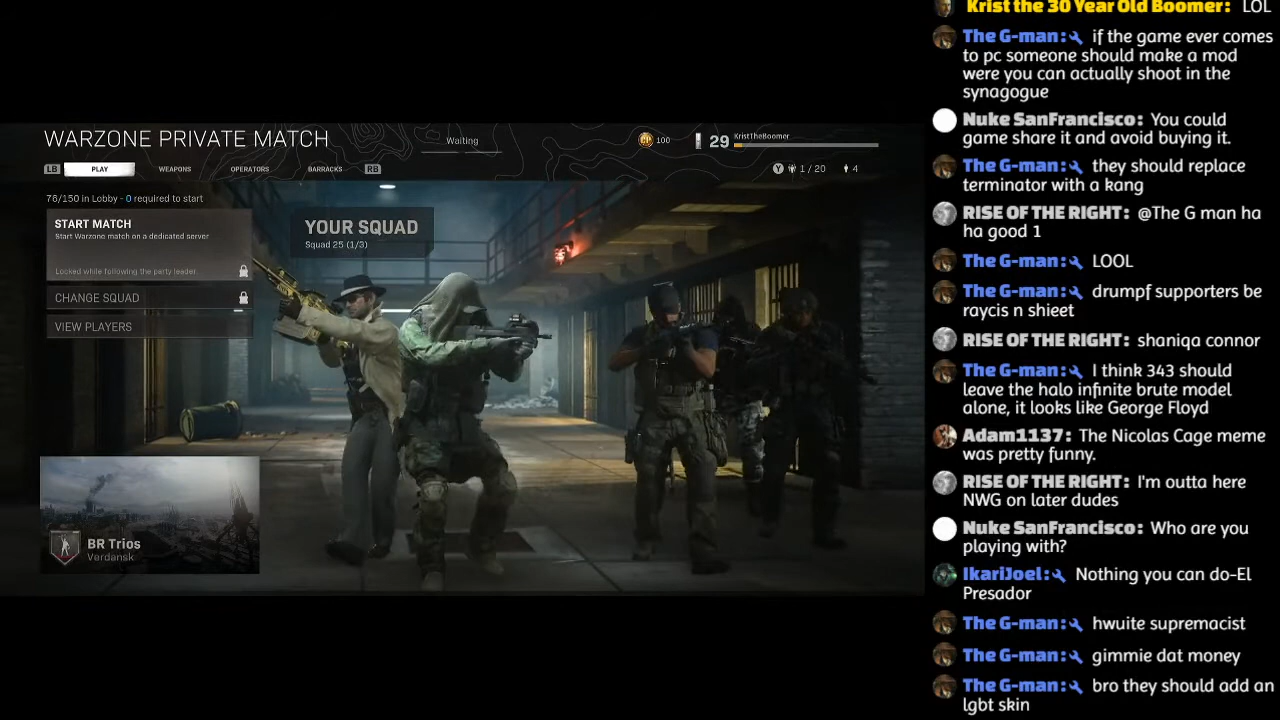 WARZONE PRIVATE MATCH
Waiting
100
29
KristTheBoomer
LB
PLAY
WEAPONS
OPERATORS
BARRACKS
RB
Y
1 / 20
4
76/150 in Lobby - 0 required to start
START MATCH
Start Warzone match on a dedicated server
Locked while following the party leader.
CHANGE SQUAD
VIEW PLAYERS
YOUR SQUAD
Squad 25 (1/3)
BR Trios
Verdansk
Krist the 30 Year Old Boomer: LOL
The G-man: if the game ever comes
to pc someone should make a mod
were you can actually shoot in the
synagogue
Nuke SanFrancisco: You could
game share it and avoid buying it.
The G-man: they should replace
terminator with a kang
RISE OF THE RIGHT: @The G man ha
ha good 1
The G-man: LOOL
The G-man: drumpf supporters be
raycis n shieet
RISE OF THE RIGHT: shaniqa connor
The G-man: I think 343 should
leave the halo infinite brute model
alone, it looks like George Floyd
Adam1137: The Nicolas Cage meme
was pretty funny.
RISE OF THE RIGHT: I'm outta here
NWG on later dudes
Nuke SanFrancisco: Who are you
playing with?
IkariJoel: Nothing you can do-El
Presador
The G-man: hwuite supremacist
The G-man: gimmie dat money
The G-man: bro they should add an
lgbt skin